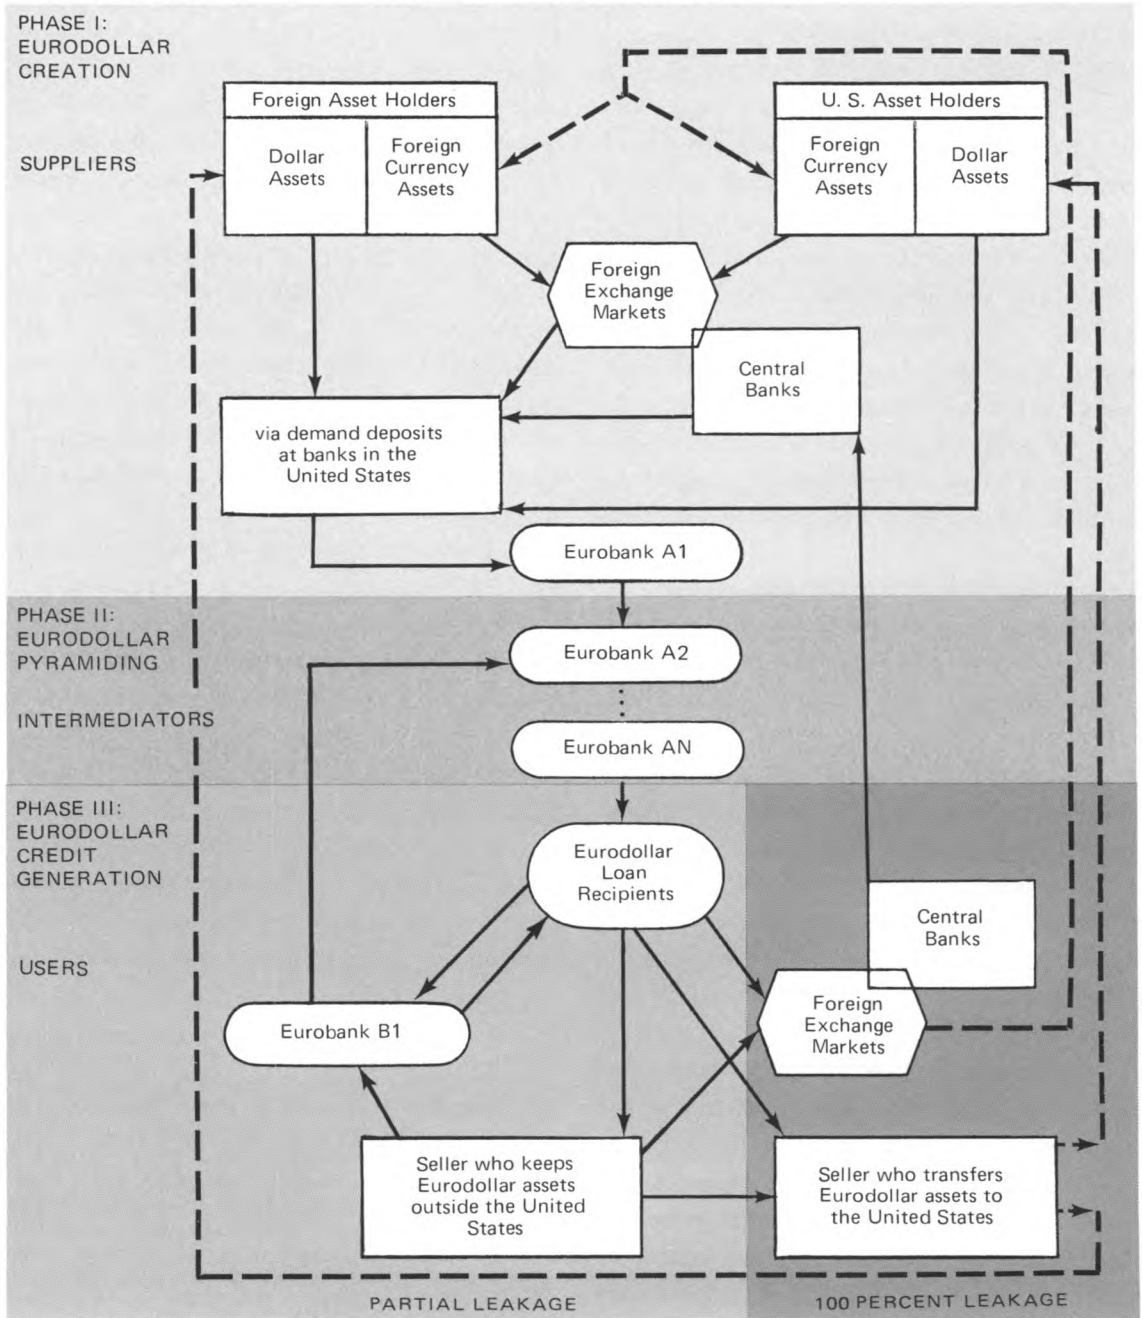 PHASE I:
EURODOLLAR
CREATION
Foreign Asset Holders
U. S. Asset Holders
SUPPLIERS
Dollar
Assets
Foreign
Currency
Assets
Foreign
Currency
Assets
Dollar
Assets
Foreign
Exchange
Markets
Central
Banks
via demand deposits
at banks in the
United States
Eurobank A1
PHASE II:
EURODOLLAR
PYRAMIDING
Eurobank A2
INTERMEDIATORS
Eurobank AN
PHASE III:
EURODOLLAR
CREDIT
GENERATION
Eurodollar
Loan
Recipients
Central
Banks
USERS
Eurobank B1
Foreign
Exchange
Markets
Seller who keeps
Eurodollar assets
outside the United
States
Seller who transfers
Eurodollar assets to
the United States
PARTIAL LEAKAGE
100 PERCENT LEAKAGE